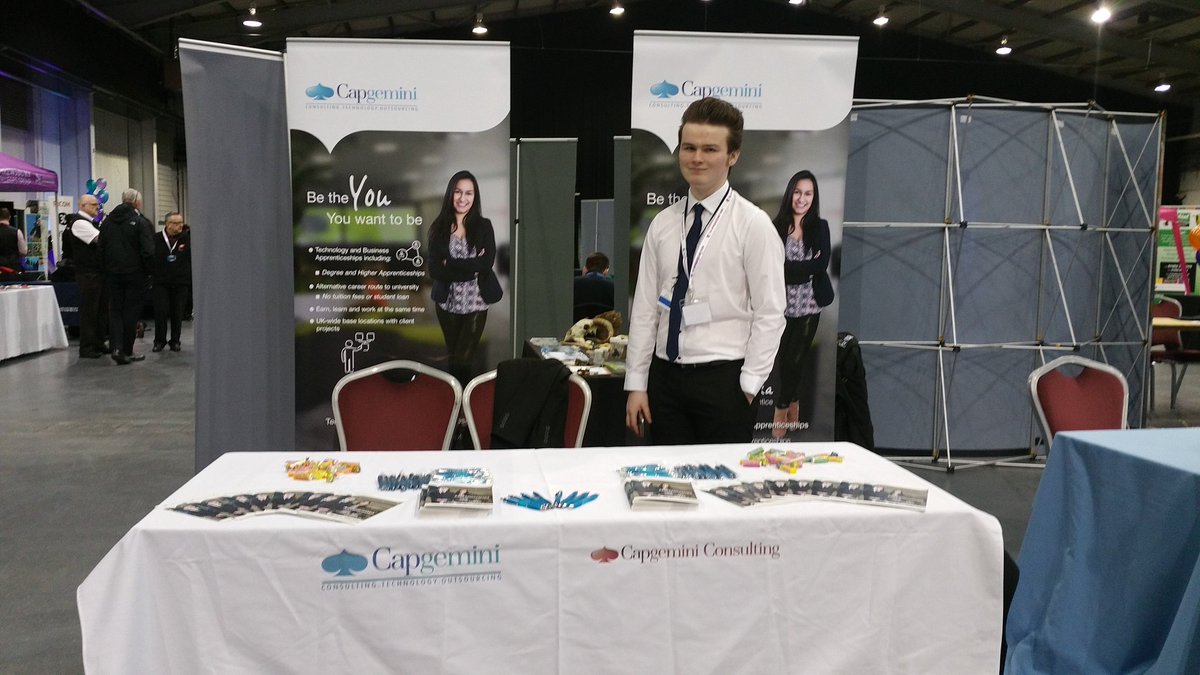 Capgemini
CONSULTING.TECHNOLOGY.OUTSOURCING
Be the You
You want to be
Technology and Business
Apprenticeships including:
Degree and Higher Apprenticeships
Alternative career route to university
No tuition fees or student loan
Earn, learn and work at the same time
UK-wide base locations with client
projects
Capgemini
CONSULTING.TECHNOLOGY.OUTSOURCING
Be the
Capgemini
CONSULTING.TECHNOLOGY.OUTSOURCING
Capgemini Consulting